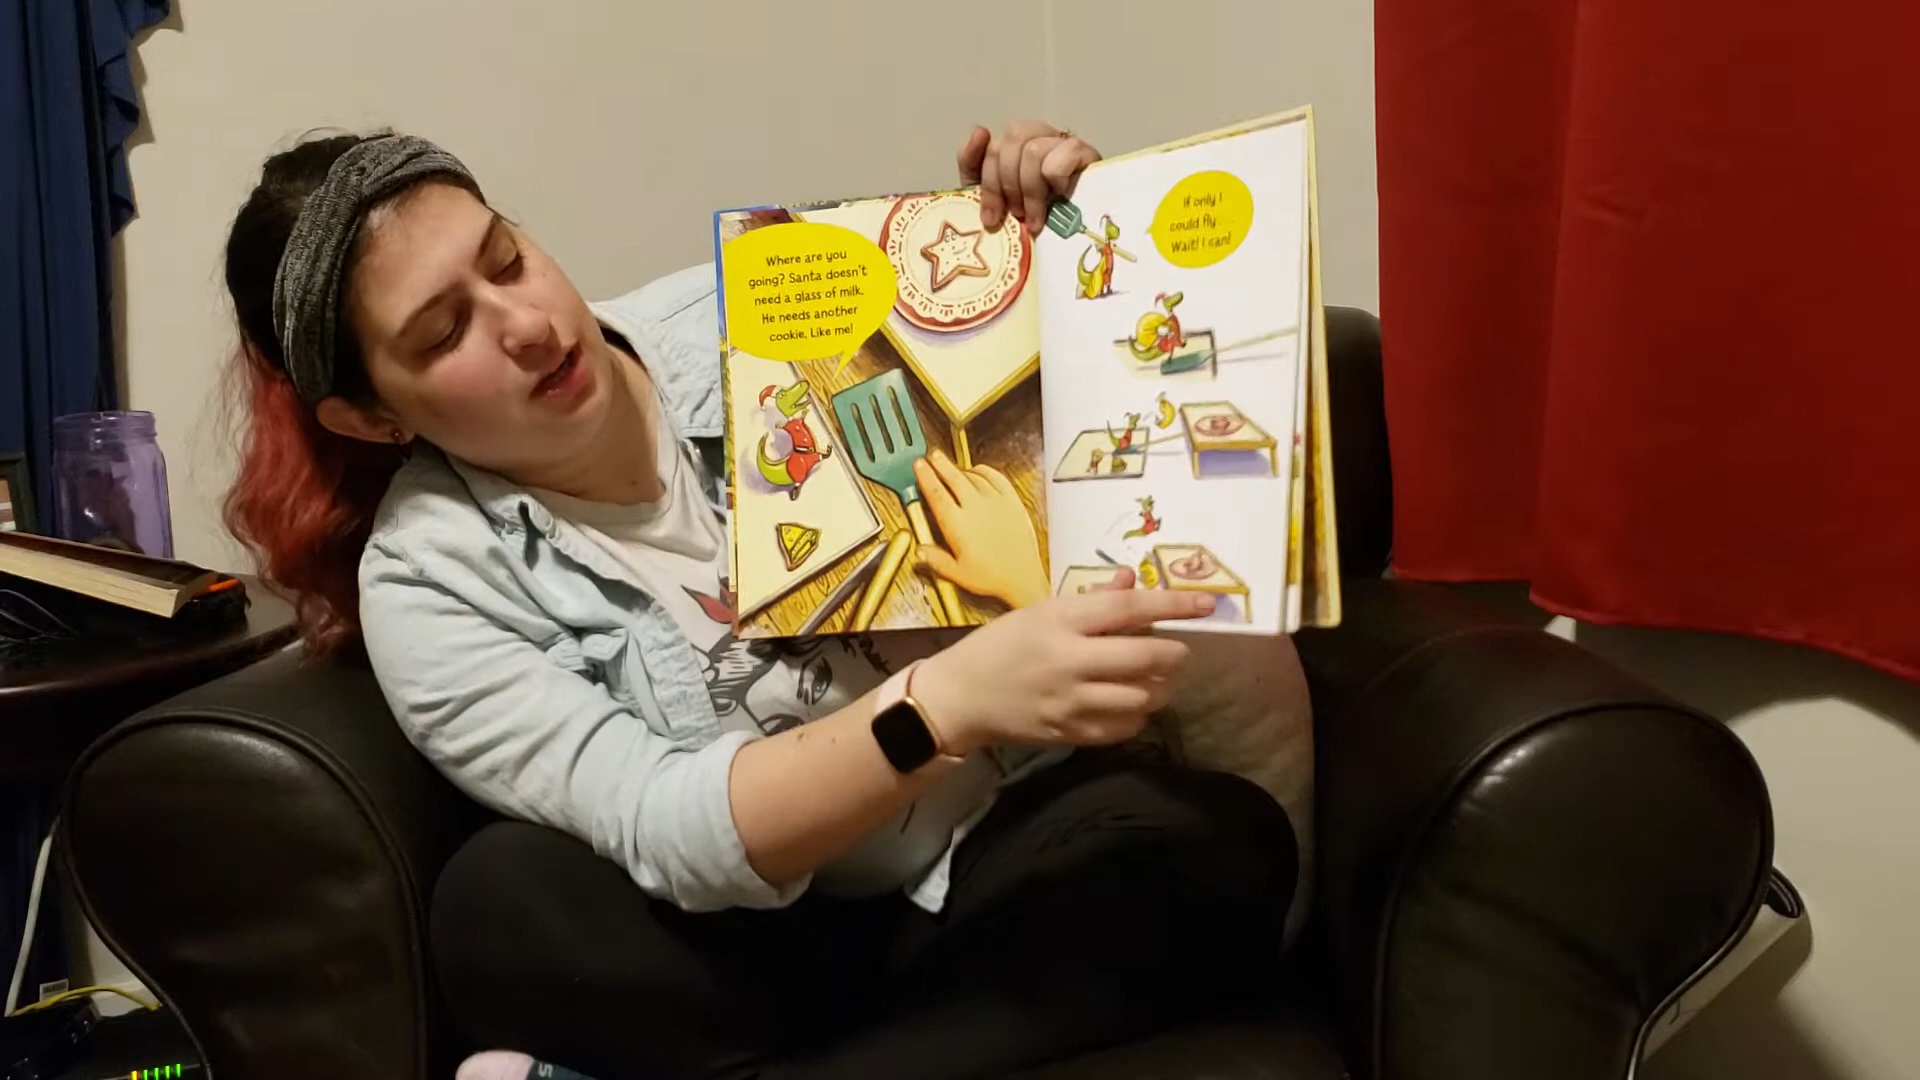 Where are you
going? Santa doesn't
need a glass of milk.
He needs another
cookie. Like me!
If only I
could fly....
Wait! I can!